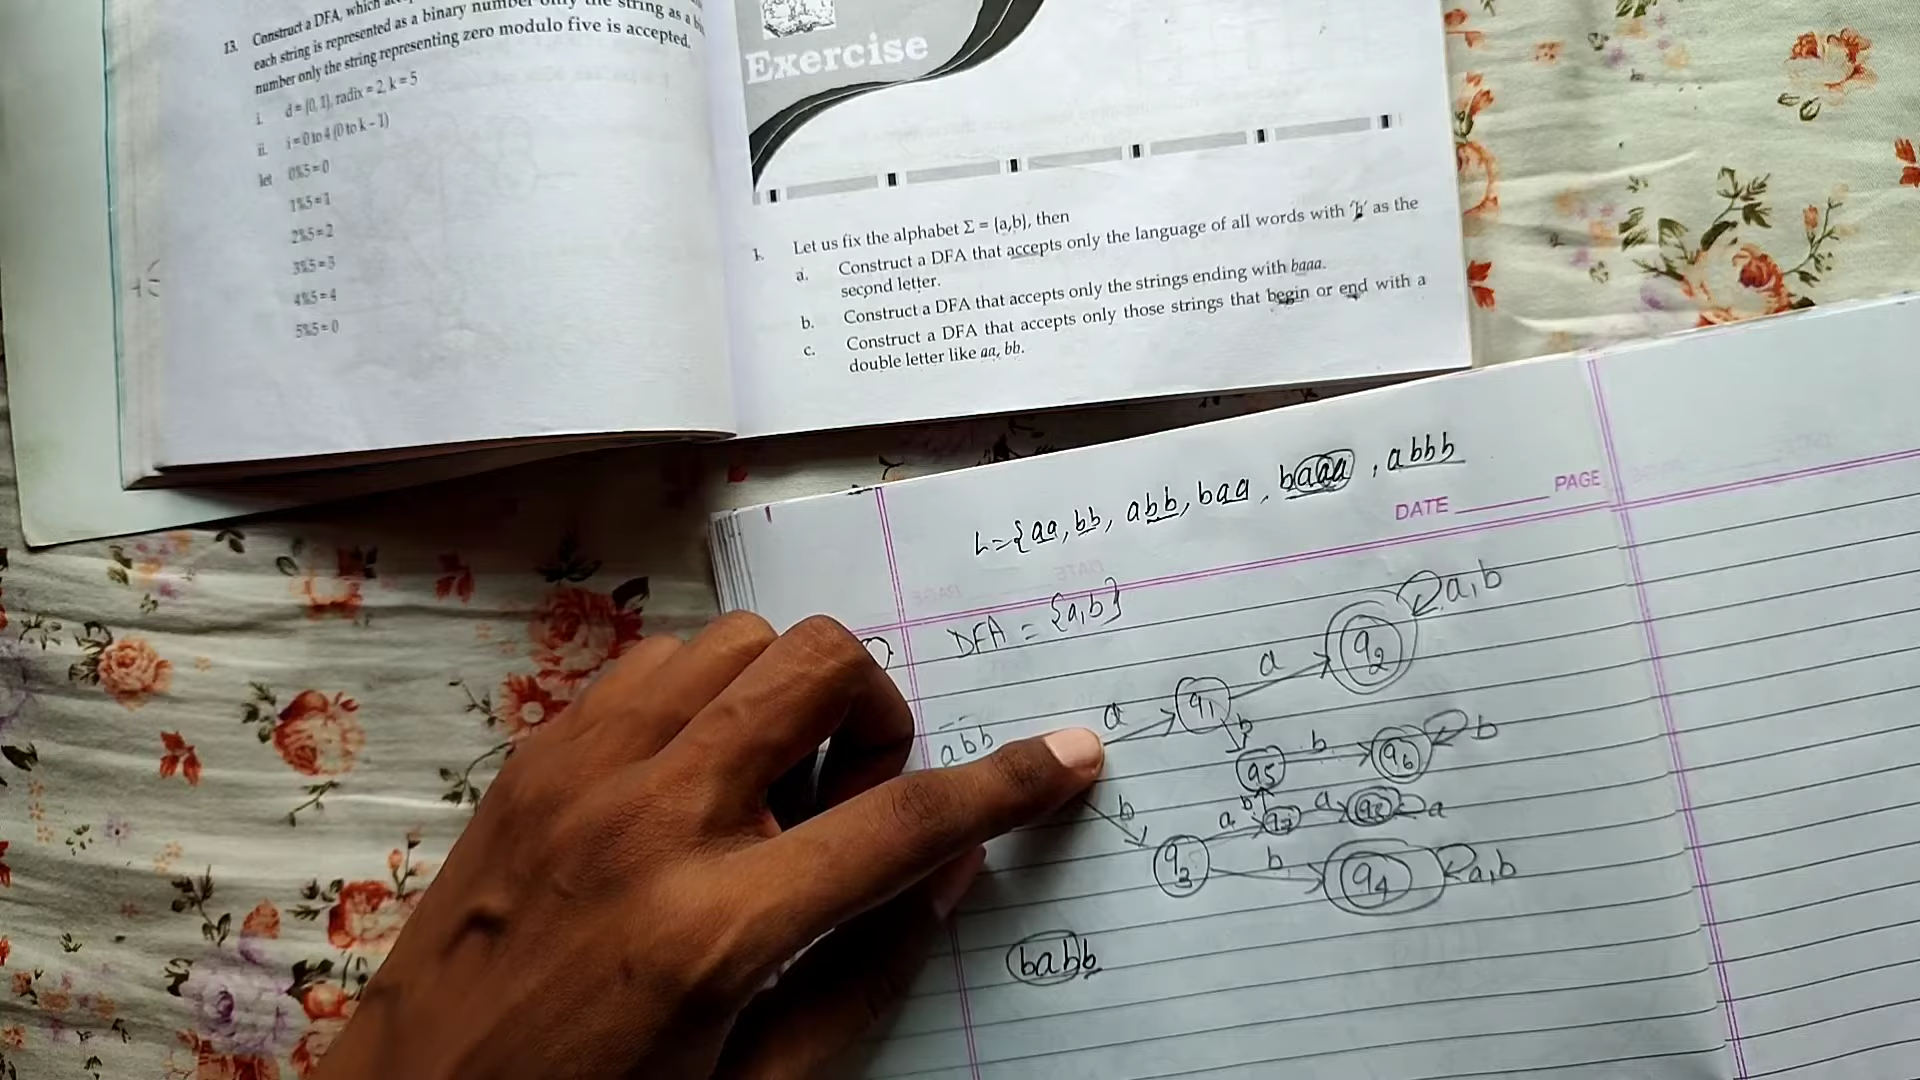 13. Construct a DFA, which
each string is represented as a binary number only the string as a
number only the string representing zero modulo five is accepted.
i. d = {0, 1}, radix = 2, k = 5
ii. i = 0 to 4 (0 to k – 1)
let 0%5 = 0
1%5 = 1
2%5 = 2
3%5 = 3
4%5 = 4
5%5 = 0
Exercise
1. Let us fix the alphabet Σ = {a,b}, then
a. Construct a DFA that accepts only the language of all words with 'b' as the
second letter.
b. Construct a DFA that accepts only the strings ending with baaa.
c. Construct a DFA that accepts only those strings that begin or end with a
double letter like aa, bb.
L={aa, bb, abb, baa, baaa, abbb
DATE PAGE
DFA = {a,b}
a,b
a q2
a q1
b
abb
q5 b q6 b
b
b
a q7 a q8 a
q3 b q4 a,b
babb